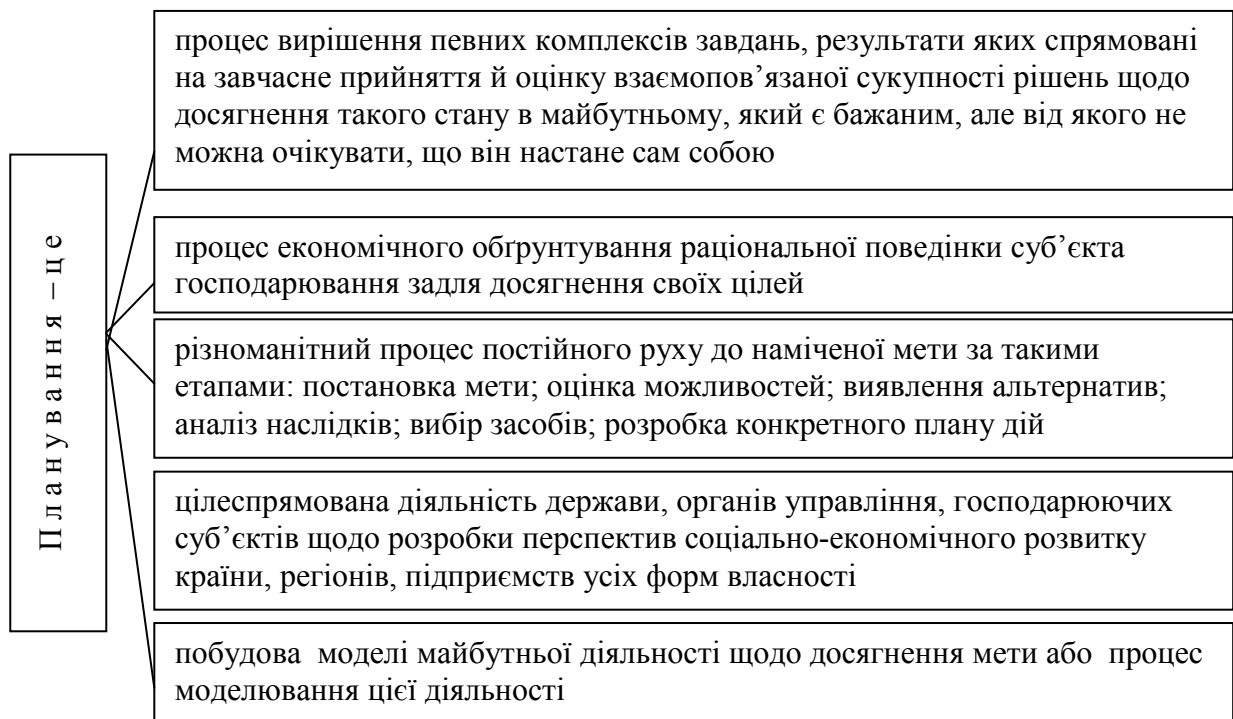 Планування – це
процес вирішення певних комплексів завдань, результати яких спрямовані
на завчасне прийняття й оцінку взаємопов’язаної сукупності рішень щодо
досягнення такого стану в майбутньому, який є бажаним, але від якого не
можна очікувати, що він настане сам собою
процес економічного обґрунтування раціональної поведінки суб’єкта
господарювання задля досягнення своїх цілей
різноманітний процес постійного руху до наміченої мети за такими
етапами: постановка мети; оцінка можливостей; виявлення альтернатив;
аналіз наслідків; вибір засобів; розробка конкретного плану дій
цілеспрямована діяльність держави, органів управління, господарюючих
суб’єктів щодо розробки перспектив соціально-економічного розвитку
країни, регіонів, підприємств усіх форм власності
побудова моделі майбутньої діяльності щодо досягнення мети або процес
моделювання цієї діяльності